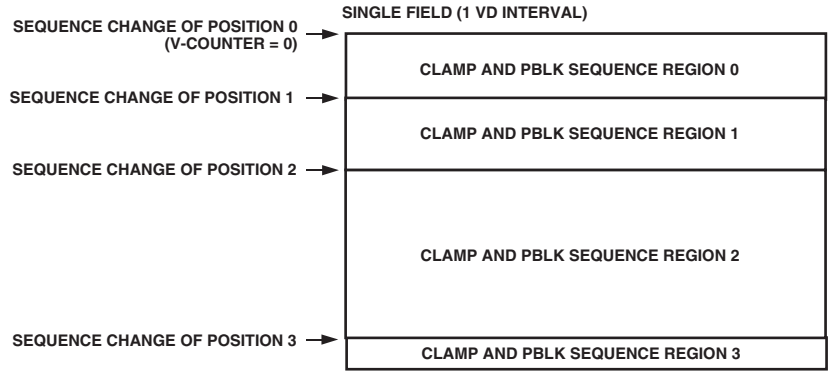 SINGLE FIELD (1 VD INTERVAL)
SEQUENCE CHANGE OF POSITION 0
(V-COUNTER = 0)
CLAMP AND PBLK SEQUENCE REGION 0
SEQUENCE CHANGE OF POSITION 1
CLAMP AND PBLK SEQUENCE REGION 1
SEQUENCE CHANGE OF POSITION 2
CLAMP AND PBLK SEQUENCE REGION 2
SEQUENCE CHANGE OF POSITION 3
CLAMP AND PBLK SEQUENCE REGION 3